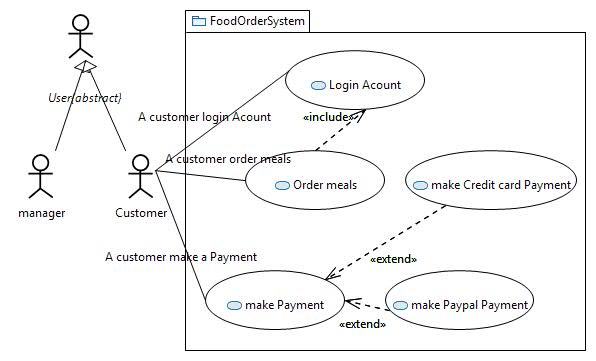 FoodOrderSystem
Login Acount
User{abstract}
A customer login Acount
«include»
A customer order meals
Order meals
make Credit card Payment
manager
Customer
A customer make a Payment
«extend»
make Payment
make Paypal Payment
«extend»